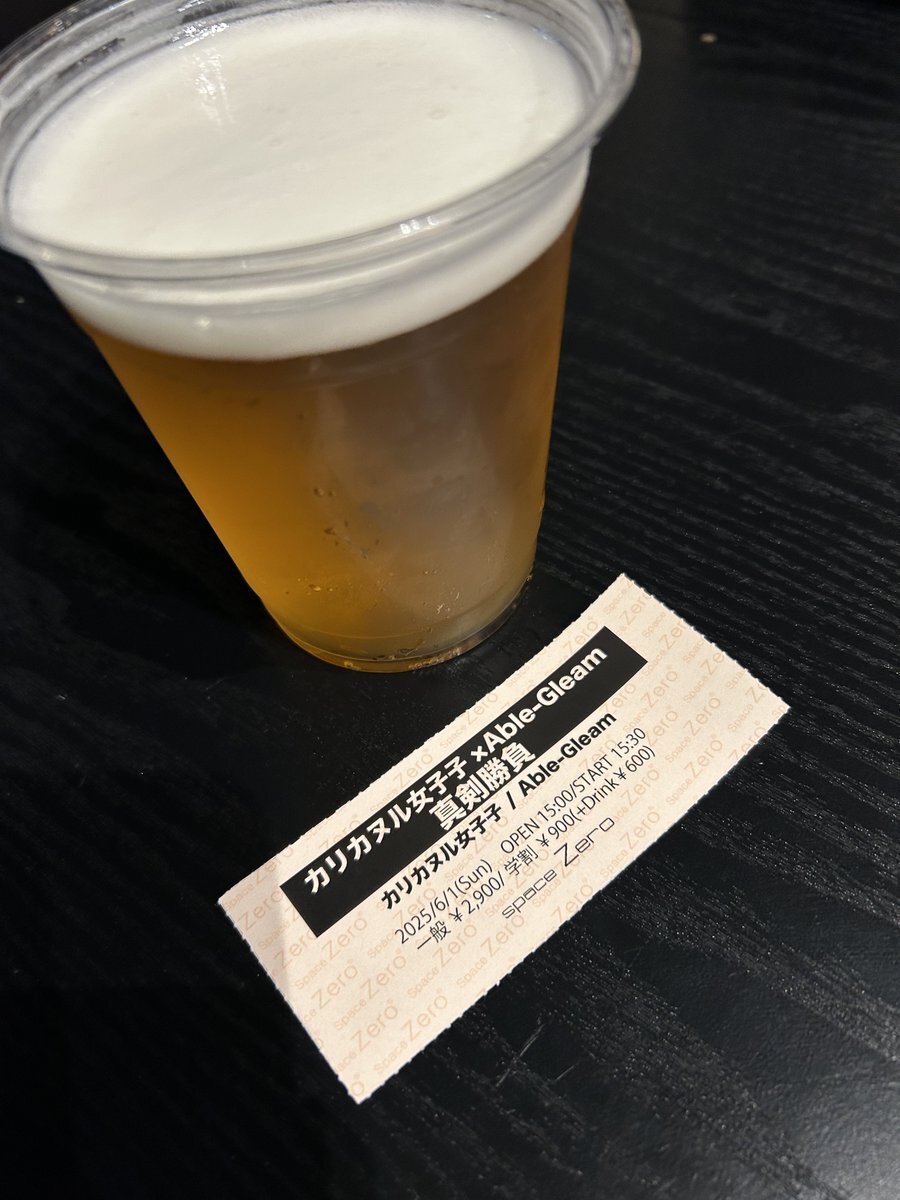 カリカヌル女子子×Able-Gleam
真剣勝負
カリカヌル女子子 / Able-Gleam
2025/6/1(Sun) OPEN 15:00/START 15:30
一般 ¥2,900/ 学割 ¥900(+Drink¥600)
space Zero